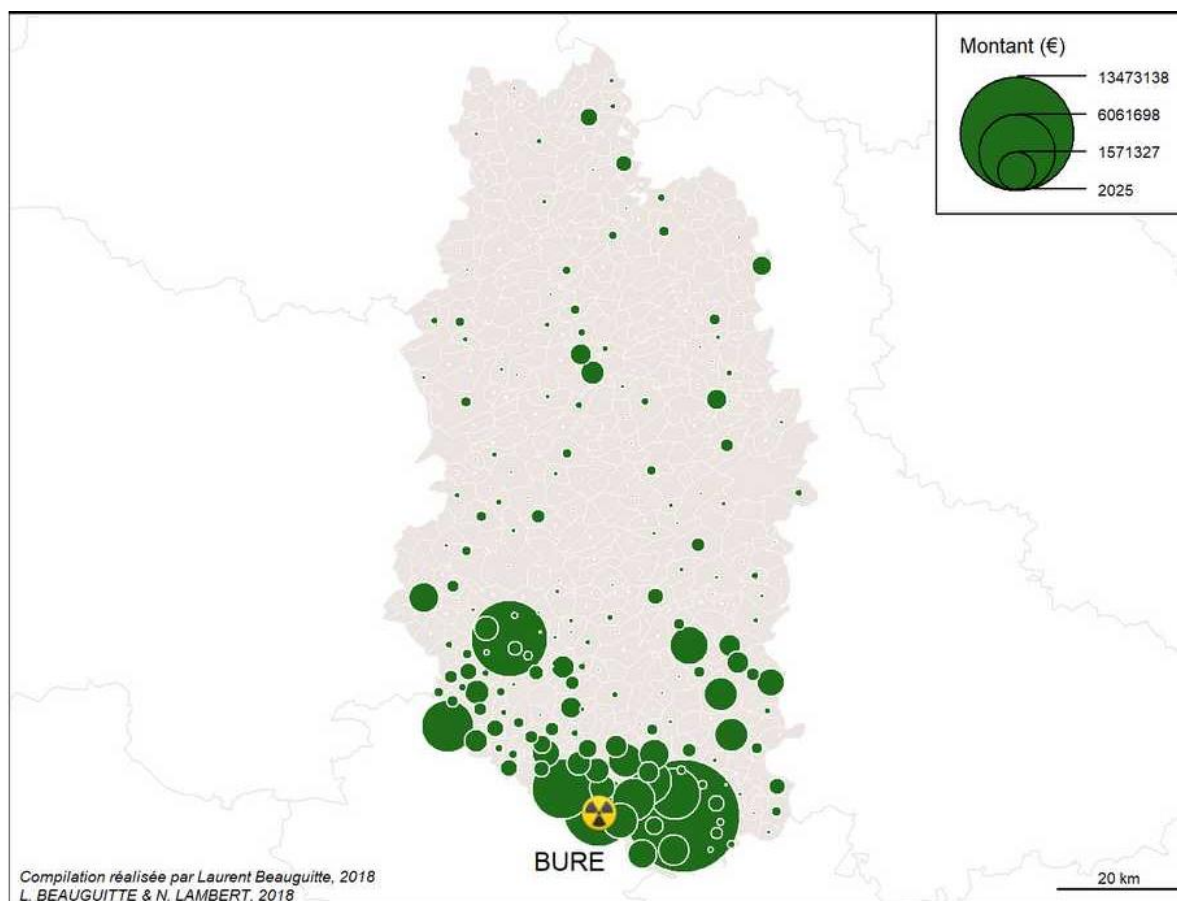 Montant (€)
13473138
6061698
1571327
2025
BURE
Compilation réalisée par Laurent Beauguitte, 2018
L. BEAUGUITTE & N. LAMBERT, 2018
20 km